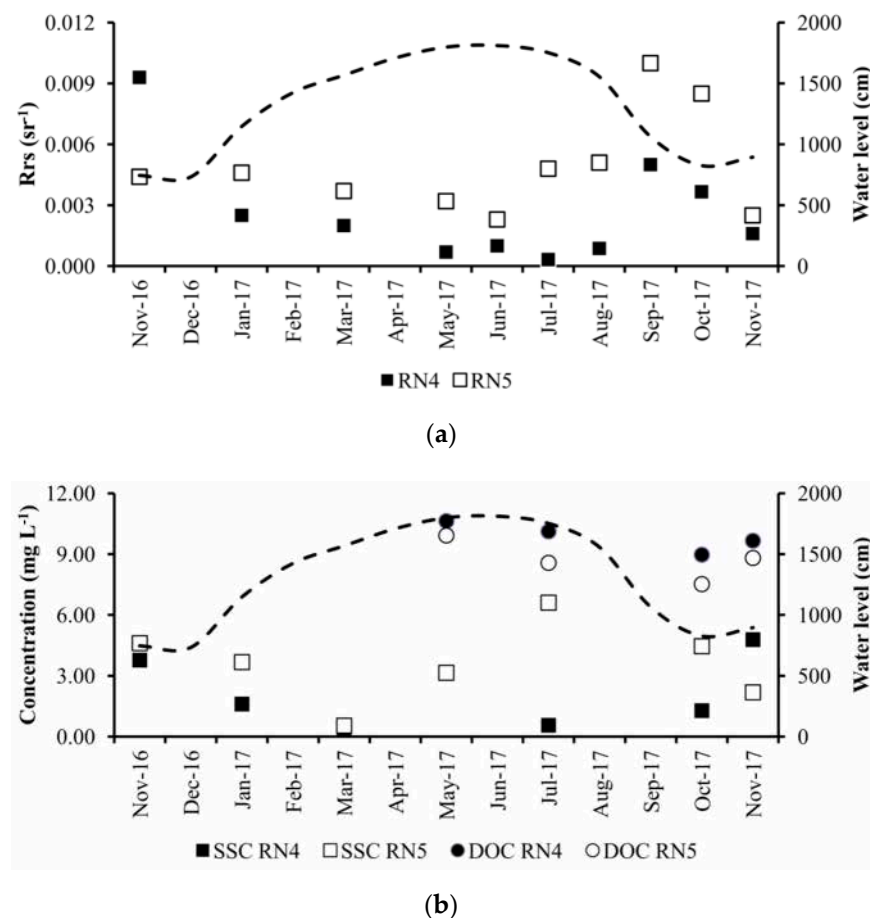 0.012
0.009
0.006
0.003
0.000
Rrs (sr⁻¹)
2000
1500
1000
500
0
Water level (cm)
Nov-16
Dec-16
Jan-17
Feb-17
Mar-17
Apr-17
May-17
Jun-17
Jul-17
Aug-17
Sep-17
Oct-17
Nov-17
RN4 RN5
(a)
12.00
9.00
6.00
3.00
0.00
Concentration (mg L⁻¹)
2000
1500
1000
500
0
Water level (cm)
Nov-16
Dec-16
Jan-17
Feb-17
Mar-17
Apr-17
May-17
Jun-17
Jul-17
Aug-17
Sep-17
Oct-17
Nov-17
SSC RN4 SSC RN5 DOC RN4 DOC RN5
(b)